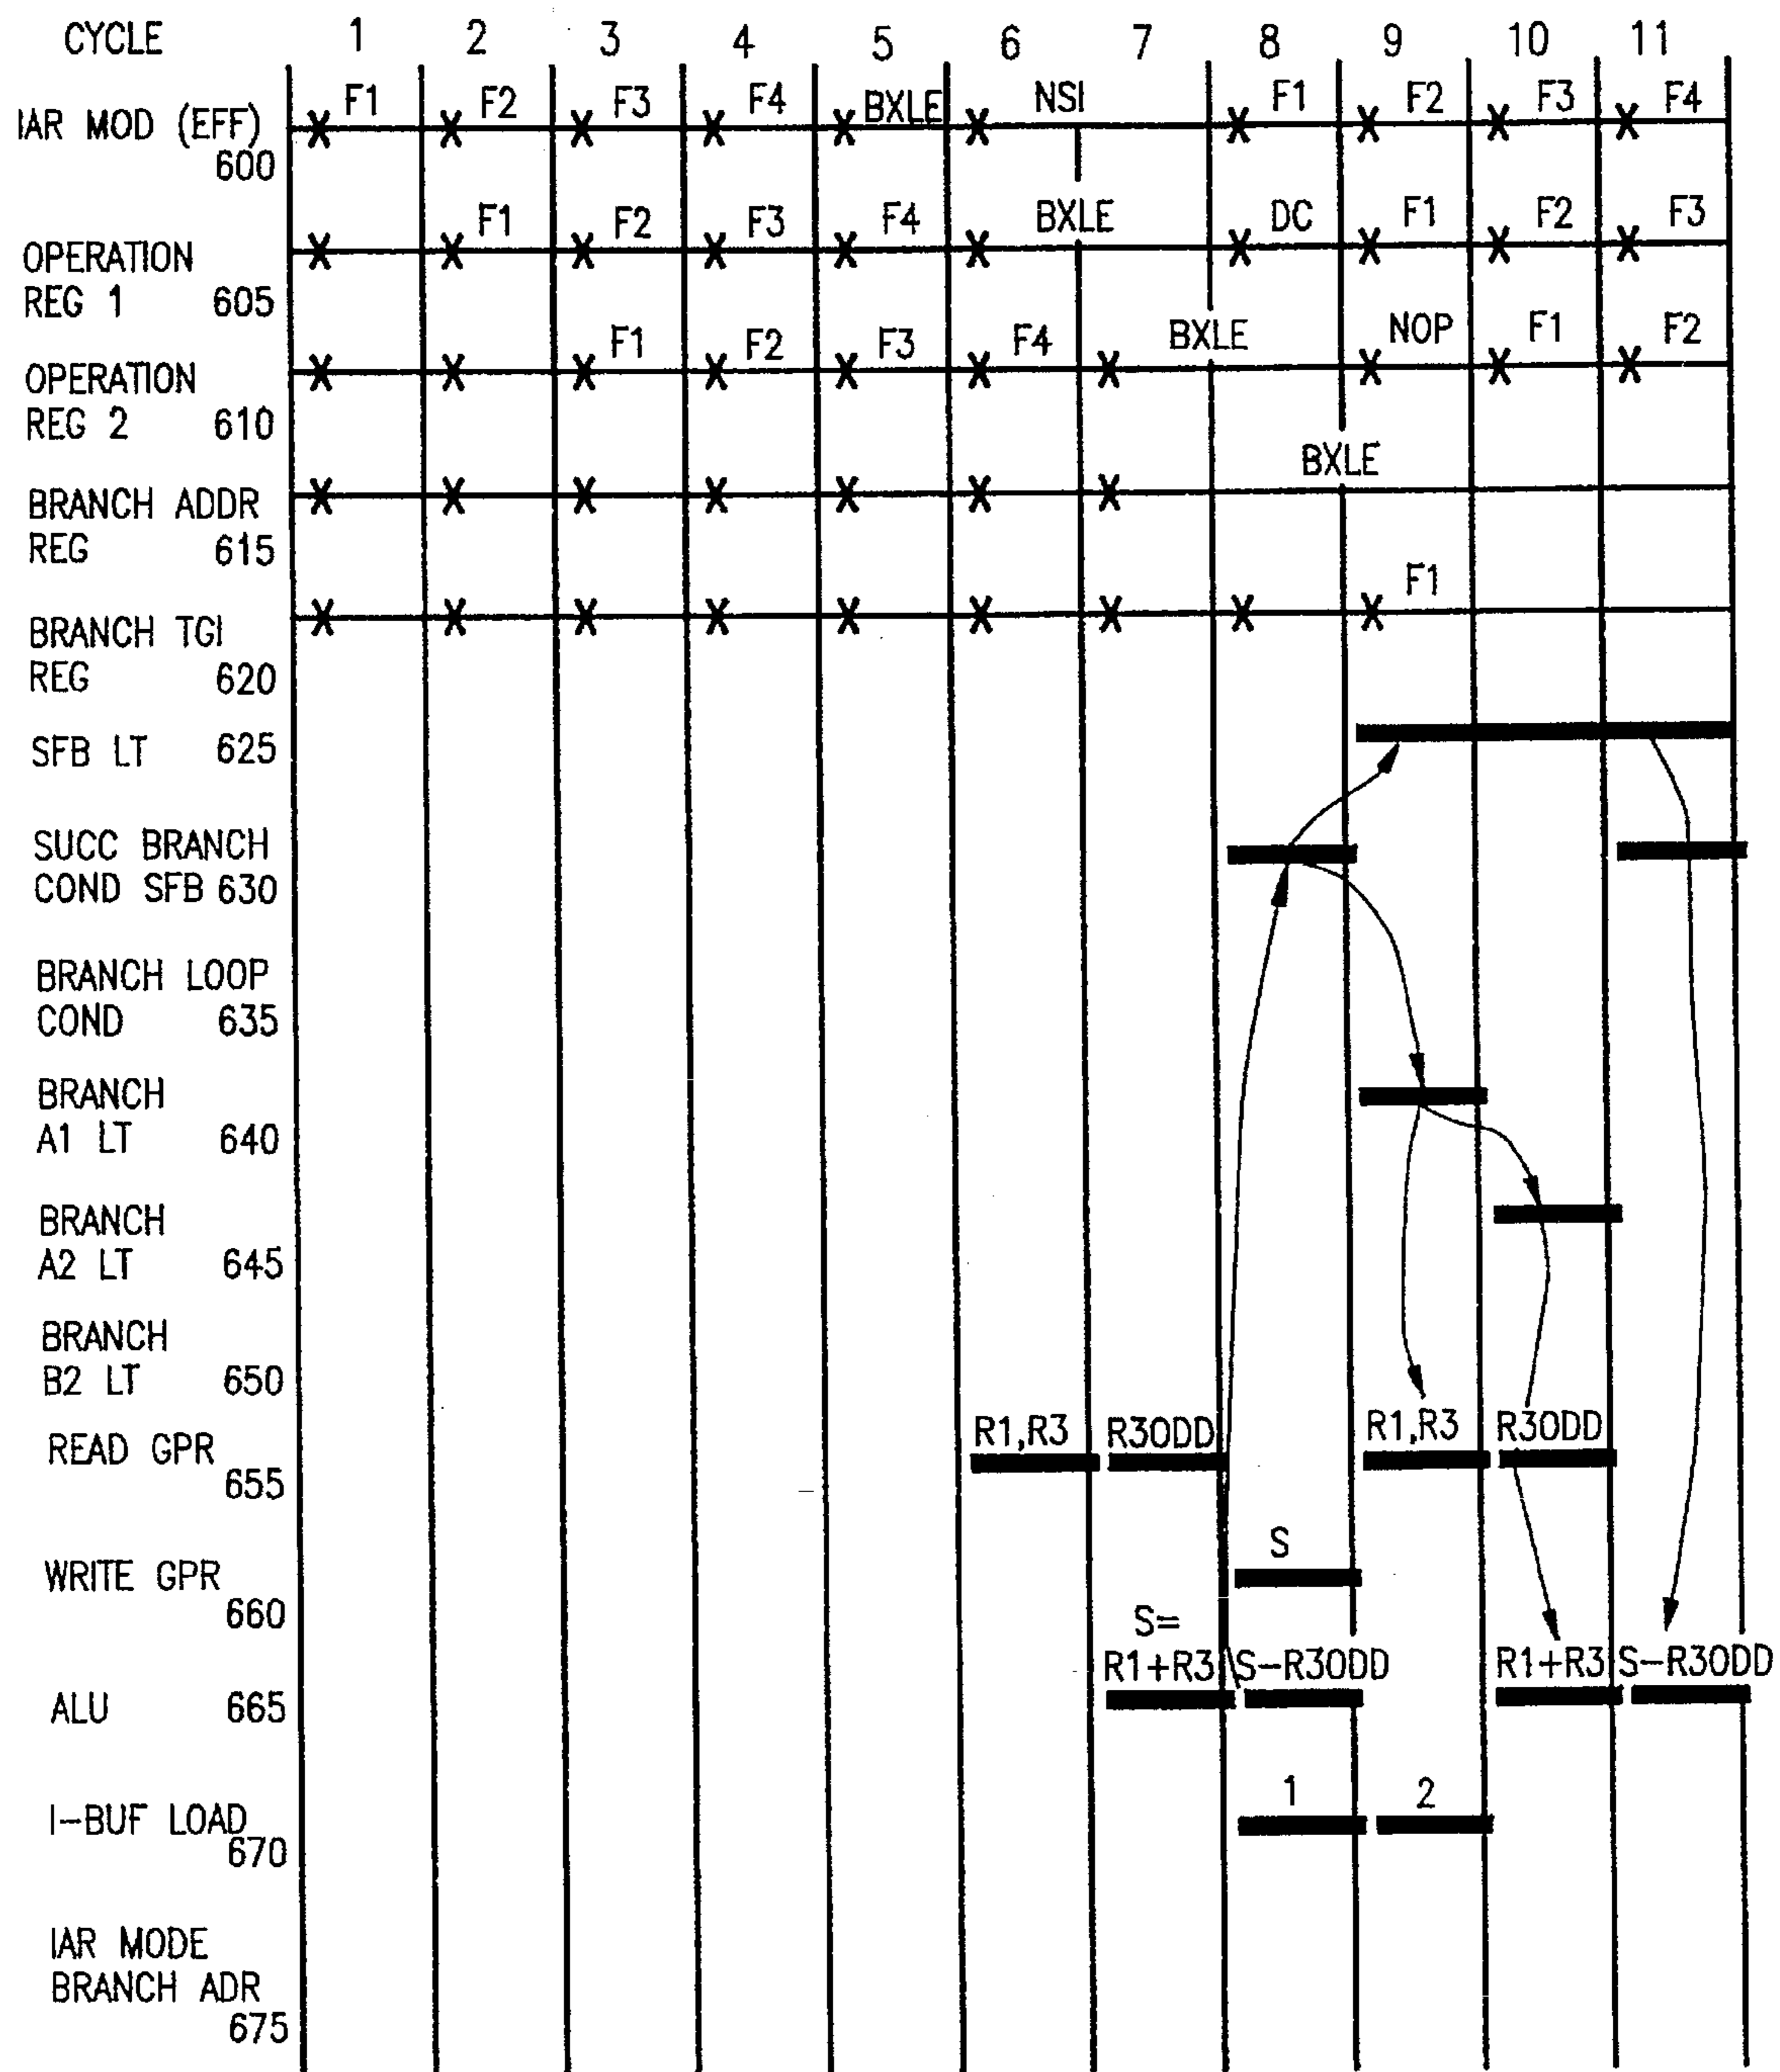 CYCLE 1 2 3 4 5 6 7 8 9 10 11
F1 F2 F3 F4 BXLE NSI F1 F2 F3 F4
IAR MOD (EFF)
600
F1 F2 F3 F4 BXLE DC F1 F2 F3
OPERATION
REG 1 605
F1 F2 F3 F4 BXLE NOP F1 F2
OPERATION
REG 2 610
BXLE
BRANCH ADDR
REG 615
F1
BRANCH TGI
REG 620
SFB LT 625
SUCC BRANCH
COND SFB 630
BRANCH LOOP
COND 635
BRANCH
A1 LT 640
BRANCH
A2 LT 645
BRANCH
B2 LT 650
R1,R3 R3ODD R1,R3 R3ODD
READ GPR
655
S
WRITE GPR
660
S=
R1+R3 S-R3ODD R1+R3 S-R3ODD
ALU 665
1 2
I-BUF LOAD
670
IAR MODE
BRANCH ADR
675